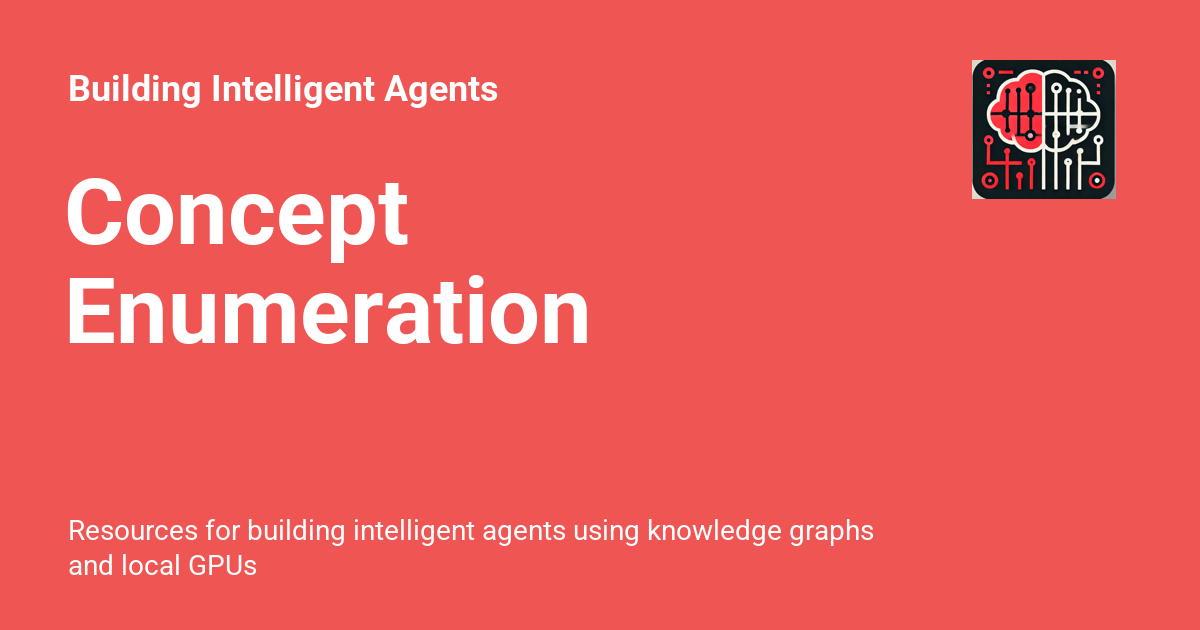 Building Intelligent Agents
Concept
Enumeration
Resources for building intelligent agents using knowledge graphs
and local GPUs